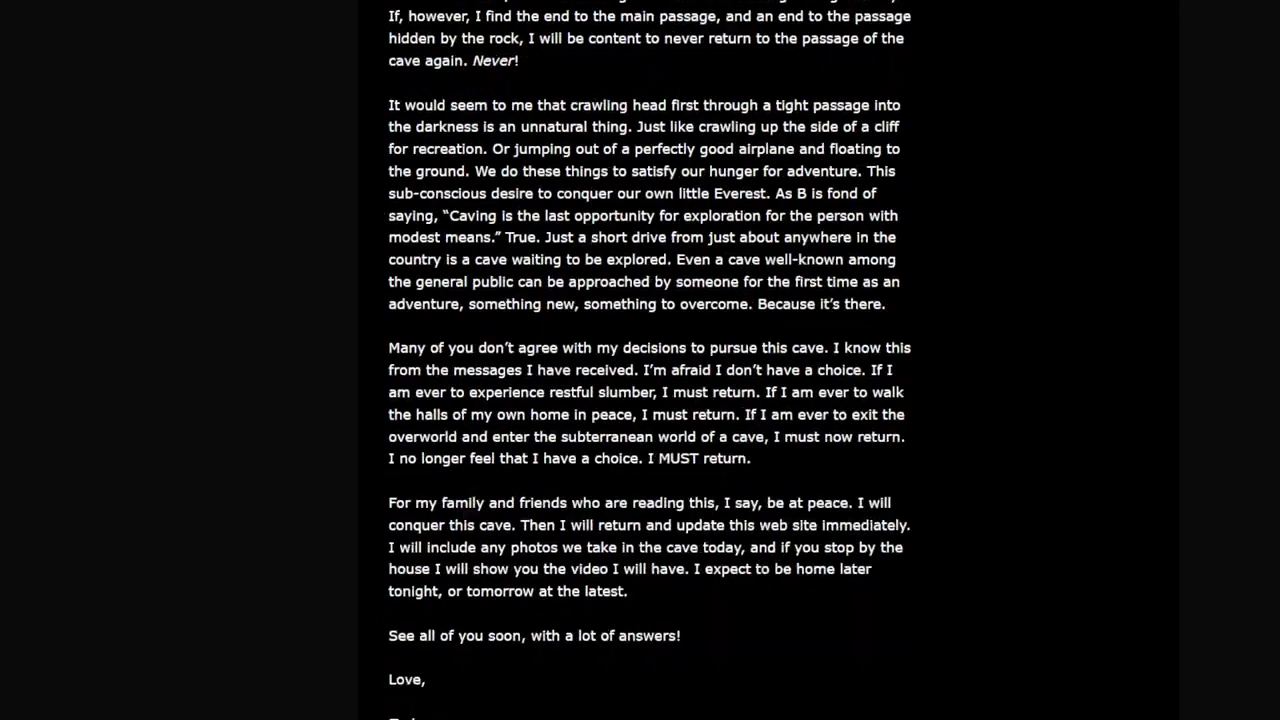 If, however, I find the end to the main passage, and an end to the passage
hidden by the rock, I will be content to never return to the passage of the
cave again. Never!
It would seem to me that crawling head first through a tight passage into
the darkness is an unnatural thing. Just like crawling up the side of a cliff
for recreation. Or jumping out of a perfectly good airplane and floating to
the ground. We do these things to satisfy our hunger for adventure. This
sub-conscious desire to conquer our own little Everest. As B is fond of
saying, “Caving is the last opportunity for exploration for the person with
modest means.” True. Just a short drive from just about anywhere in the
country is a cave waiting to be explored. Even a cave well-known among
the general public can be approached by someone for the first time as an
adventure, something new, something to overcome. Because it’s there.
Many of you don’t agree with my decisions to pursue this cave. I know this
from the messages I have received. I’m afraid I don’t have a choice. If I
am ever to experience restful slumber, I must return. If I am ever to walk
the halls of my own home in peace, I must return. If I am ever to exit the
overworld and enter the subterranean world of a cave, I must now return.
I no longer feel that I have a choice. I MUST return.
For my family and friends who are reading this, I say, be at peace. I will
conquer this cave. Then I will return and update this web site immediately.
I will include any photos we take in the cave today, and if you stop by the
house I will show you the video I will have. I expect to be home later
tonight, or tomorrow at the latest.
See all of you soon, with a lot of answers!
Love,